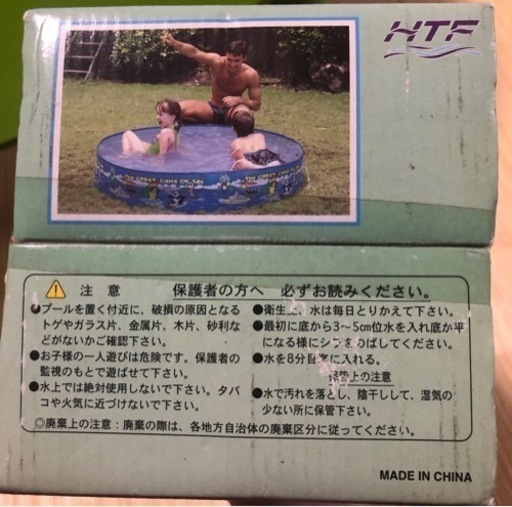 HTF
⚠ 注 意 保護者の方へ 必ずお読みください。
●プールを置く付近に、破損の原因となる
トゲやガラス片、金属片、木片、砂利な
どがないかご確認下さい。
●お子様の一人遊びは危険です。保護者の
監視のもとで遊ばせて下さい。
●水上では絶対使用しないで下さい。タバ
コや火気に近づけないで下さい。
●衛生上、水は毎日とりかえて下さい。
●最初に底から3〜5cm位水を入れ底が平
になる様にシワをのばしてください。
●水を8分目迄に入れる。
保管上の注意
●水で汚れを落とし、陰干しして、湿気の
少ない所に保管下さい。
◎廃棄上の注意：廃棄の際は、各地方自治体の廃棄区分に従ってください。
MADE IN CHINA